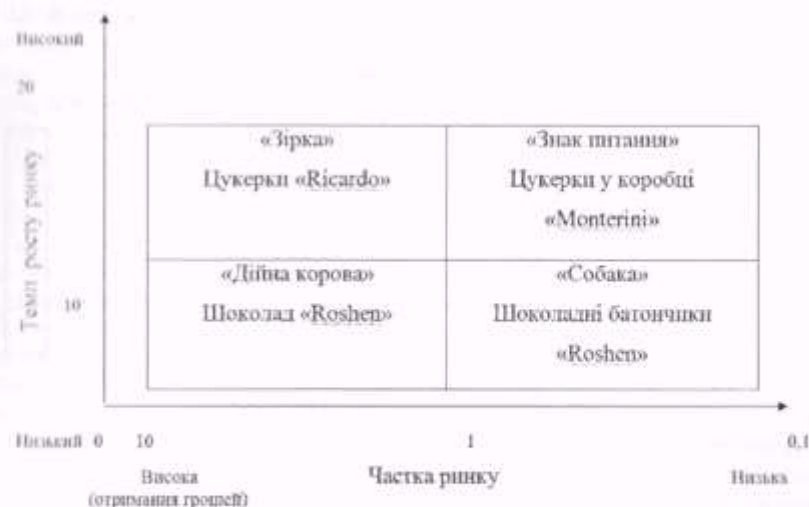 Високий
20
«Зірка»
Цукерки «Ricardo»
«Знак питання»
Цукерки у коробці
«Monterini»
Темп росту ринку
10
«Дійна корова»
Шоколад «Roshen»
«Собака»
Шоколадні батончики
«Roshen»
Низький 0 10 1 0,1
Висока
(отримання грошей)
Частка ринку
Низька